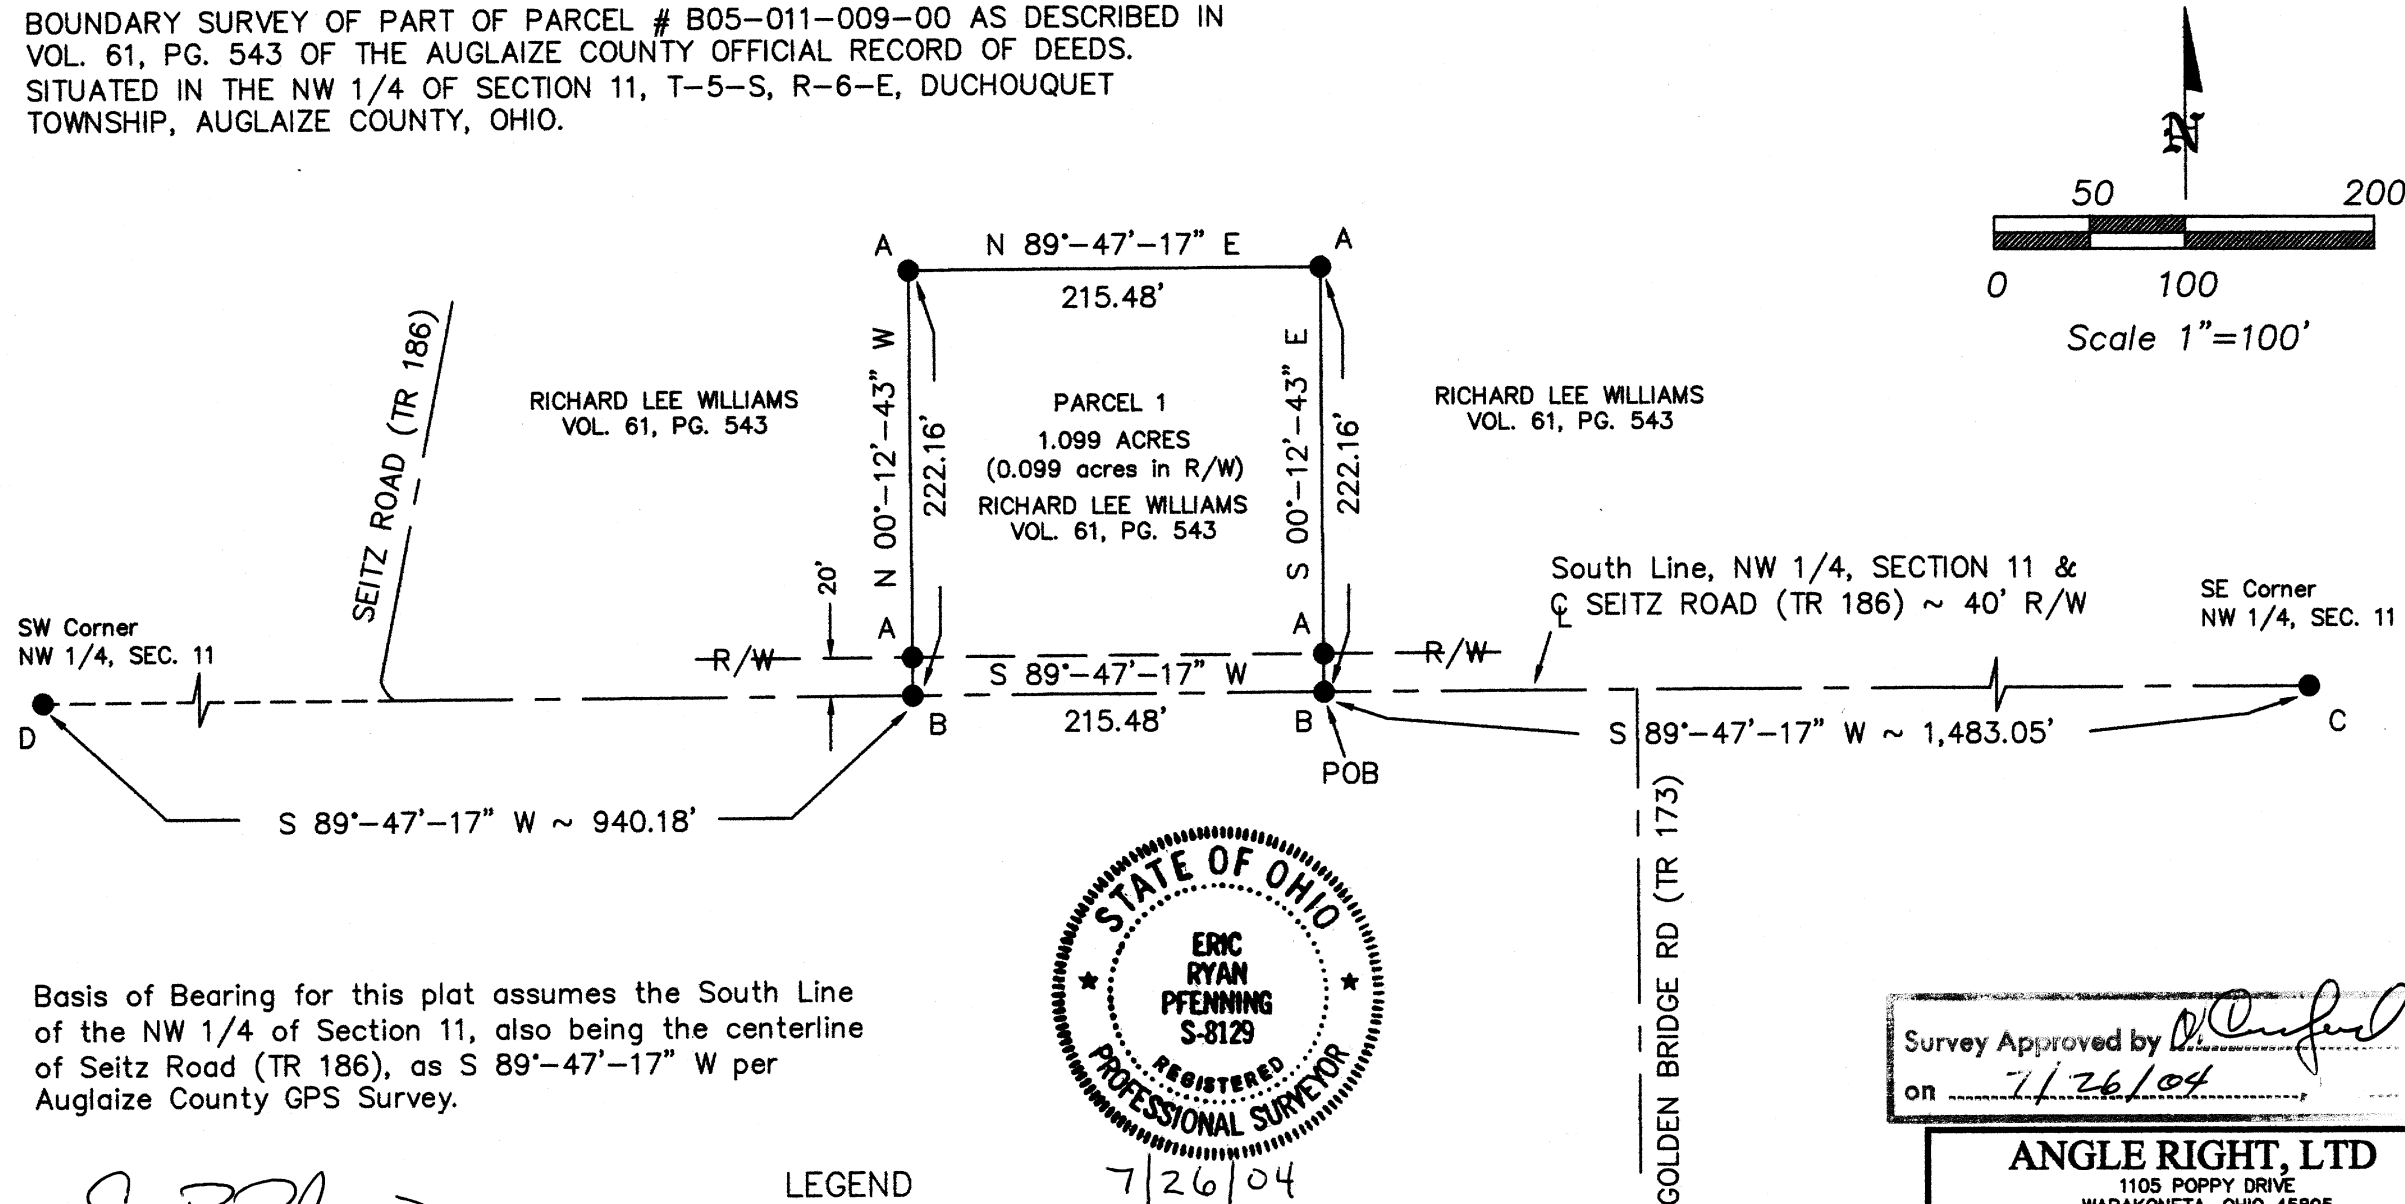 BOUNDARY SURVEY OF PART OF PARCEL # B05-011-009-00 AS DESCRIBED IN
VOL. 61, PG. 543 OF THE AUGLAIZE COUNTY OFFICIAL RECORD OF DEEDS.
SITUATED IN THE NW 1/4 OF SECTION 11, T-5-S, R-6-E, DUCHOUQUET
TOWNSHIP, AUGLAIZE COUNTY, OHIO.
N
50 200
0 100
Scale 1"=100'
A N 89°-47'-17" E A
215.48'
SEITZ ROAD (TR 186)
RICHARD LEE WILLIAMS
VOL. 61, PG. 543
N 00°-12'-43" W
222.16'
PARCEL 1
1.099 ACRES
(0.099 acres in R/W)
RICHARD LEE WILLIAMS
VOL. 61, PG. 543
S 00°-12'-43" E
222.16'
RICHARD LEE WILLIAMS
VOL. 61, PG. 543
South Line, NW 1/4, SECTION 11 &
℄ SEITZ ROAD (TR 186) ~ 40' R/W
SE Corner
NW 1/4, SEC. 11
SW Corner
NW 1/4, SEC. 11
20'
A A
R/W R/W
S 89°-47'-17" W
215.48'
D B B C
POB
S 89°-47'-17" W ~ 1,483.05'
S 89°-47'-17" W ~ 940.18'
GOLDEN BRIDGE RD (TR 173)
STATE OF OHIO
ERIC
RYAN
PFENNING
S-8129
REGISTERED
PROFESSIONAL SURVEYOR
7/26/04
Basis of Bearing for this plat assumes the South Line
of the NW 1/4 of Section 11, also being the centerline
of Seitz Road (TR 186), as S 89°-47'-17" W per
Auglaize County GPS Survey.
Survey Approved by
on 7/26/04
LEGEND
ANGLE RIGHT, LTD
1105 POPPY DRIVE
WAPAKONETA, OHIO 45895